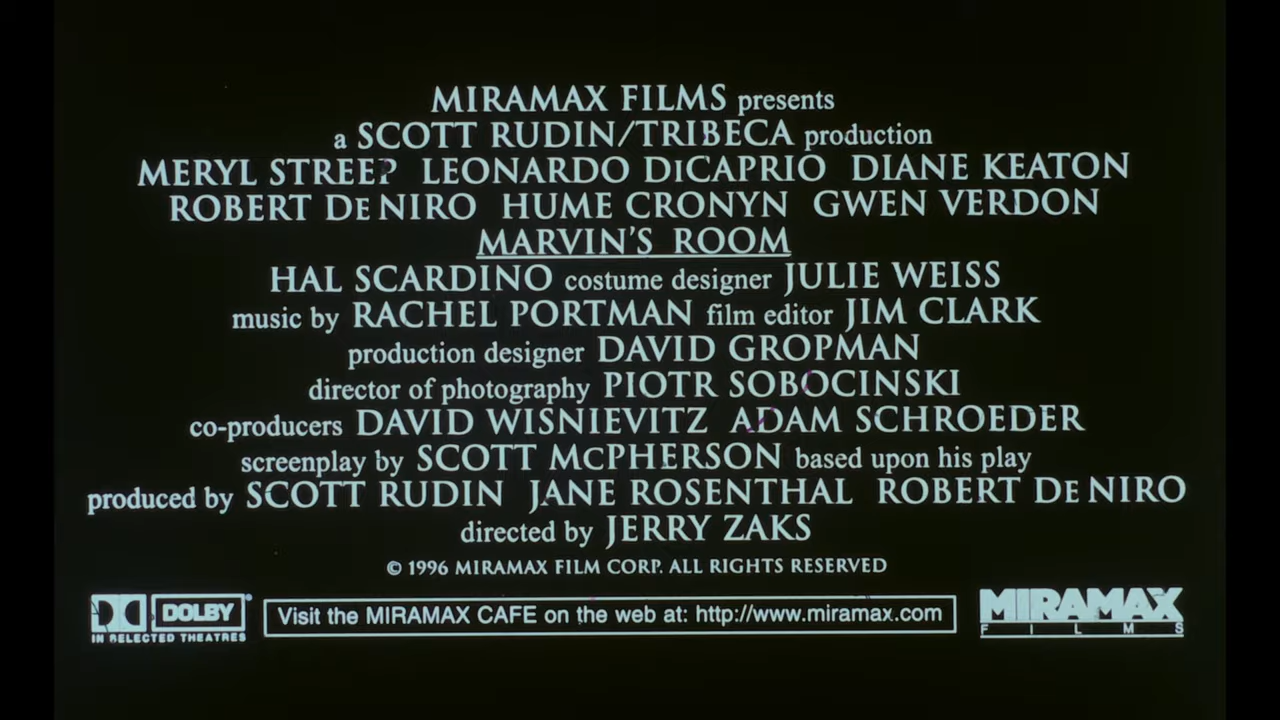 MIRAMAX FILMS presents
a SCOTT RUDIN/TRIBECA production
MERYL STREEP LEONARDO DiCAPRIO DIANE KEATON
ROBERT DE NIRO HUME CRONYN GWEN VERDON
MARVIN'S ROOM
HAL SCARDINO costume designer JULIE WEISS
music by RACHEL PORTMAN film editor JIM CLARK
production designer DAVID GROPMAN
director of photography PIOTR SOBOCINSKI
co-producers DAVID WISNIEVITZ ADAM SCHROEDER
screenplay by SCOTT McPHERSON based upon his play
produced by SCOTT RUDIN JANE ROSENTHAL ROBERT DE NIRO
directed by JERRY ZAKS
© 1996 MIRAMAX FILM CORP. ALL RIGHTS RESERVED
DOLBY
IN SELECTED THEATRES
Visit the MIRAMAX CAFE on the web at: http://www.miramax.com
MIRAMAX
FILMS